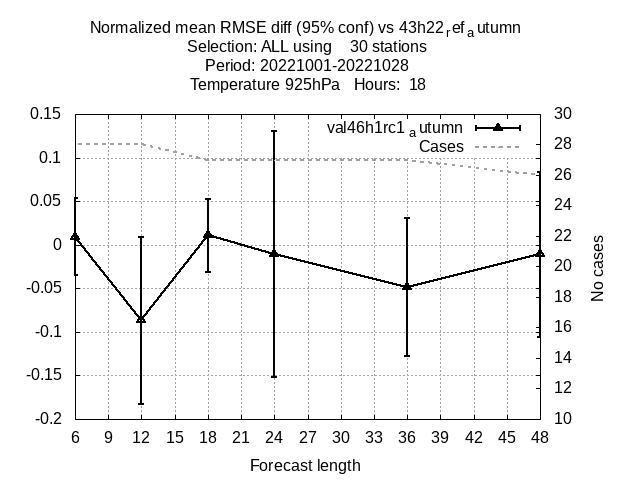 Normalized mean RMSE diff (95% conf) vs 43h22refautumn
Selection: ALL using 30 stations
Period: 20221001-20221028
Temperature 925hPa Hours: 18
val46h1rc1autumn
Cases
0.15
0.1
0.05
0
-0.05
-0.1
-0.15
-0.2
30
28
26
24
22
20
18
16
14
12
10
No cases
6 9 12 15 18 21 24 27 30 33 36 39 42 45 48
Forecast length